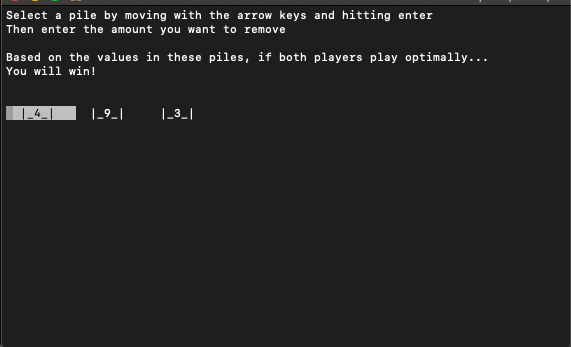 Select a pile by moving with the arrow keys and hitting enter
Then enter the amount you want to remove
Based on the values in these piles, if both players play optimally...
You will win!
|_4_| |_9_| |_3_|